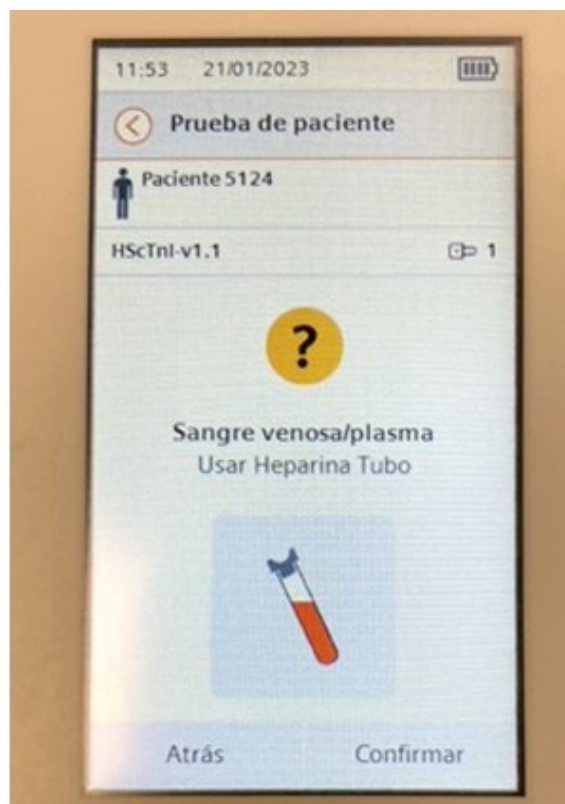 11:53 21/01/2023
Prueba de paciente
Paciente 5124
HScTnI-v1.1 1
?
Sangre venosa/plasma
Usar Heparina Tubo
Atrás Confirmar